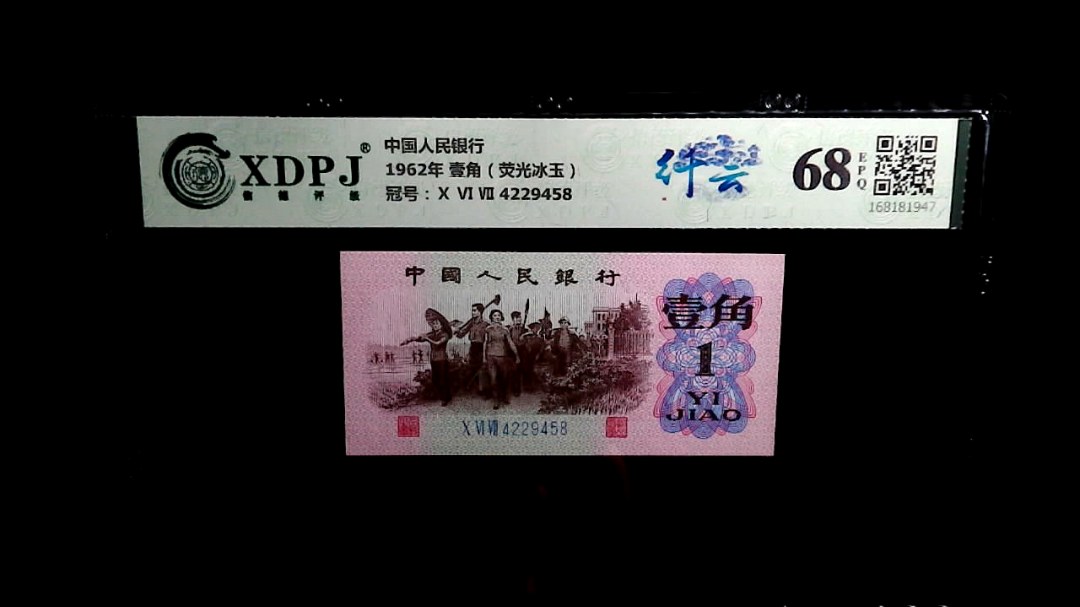 XDPJ®
中国人民银行
1962年 壹角（荧光冰玉）
冠号：X Ⅵ Ⅶ 4229458
纤云
68
EPQ
168181947
中國人民銀行
壹角
1
YI
JIAO
X Ⅵ Ⅶ 4229458